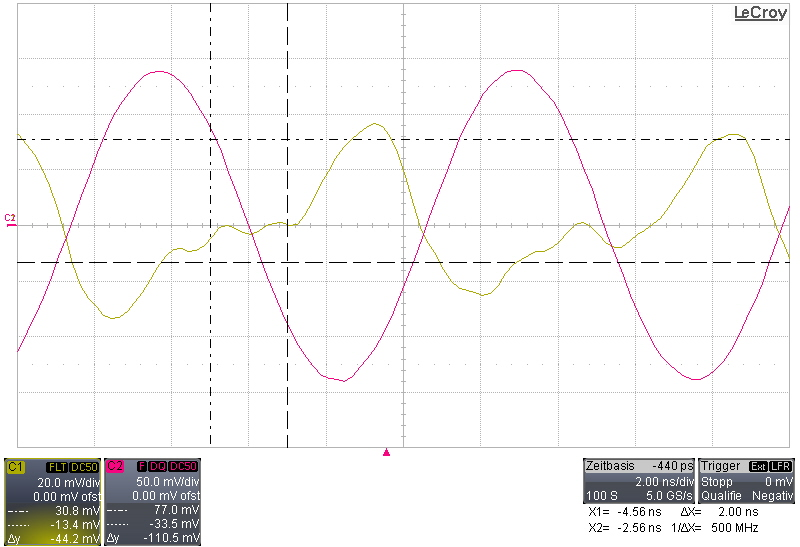 LeCroy
C2
C1 FLT DC50
20.0 mV/div
0.00 mV ofst
30.8 mV
-13.4 mV
Δy -44.2 mV
C2 F DQ DC50
50.0 mV/div
0.00 mV ofst
77.0 mV
-33.5 mV
Δy -110.5 mV
Zeitbasis -440 ps
2.00 ns/div
100 S 5.0 GS/s
Trigger Ext LFR
Stopp 0 mV
Qualifie Negativ
X1= -4.56 ns ΔX= 2.00 ns
X2= -2.56 ns 1/ΔX= 500 MHz